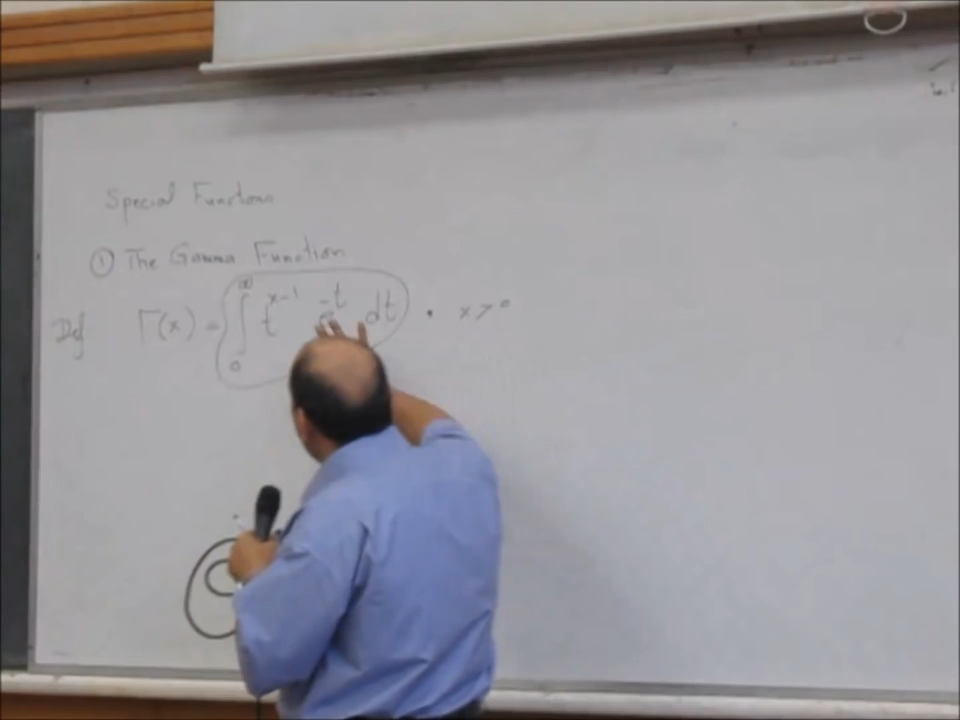 Special Functions
① The Gamma Function
Def Γ(x) = ∫₀^∞ t^{x-1} e^{-t} dt . x > 0